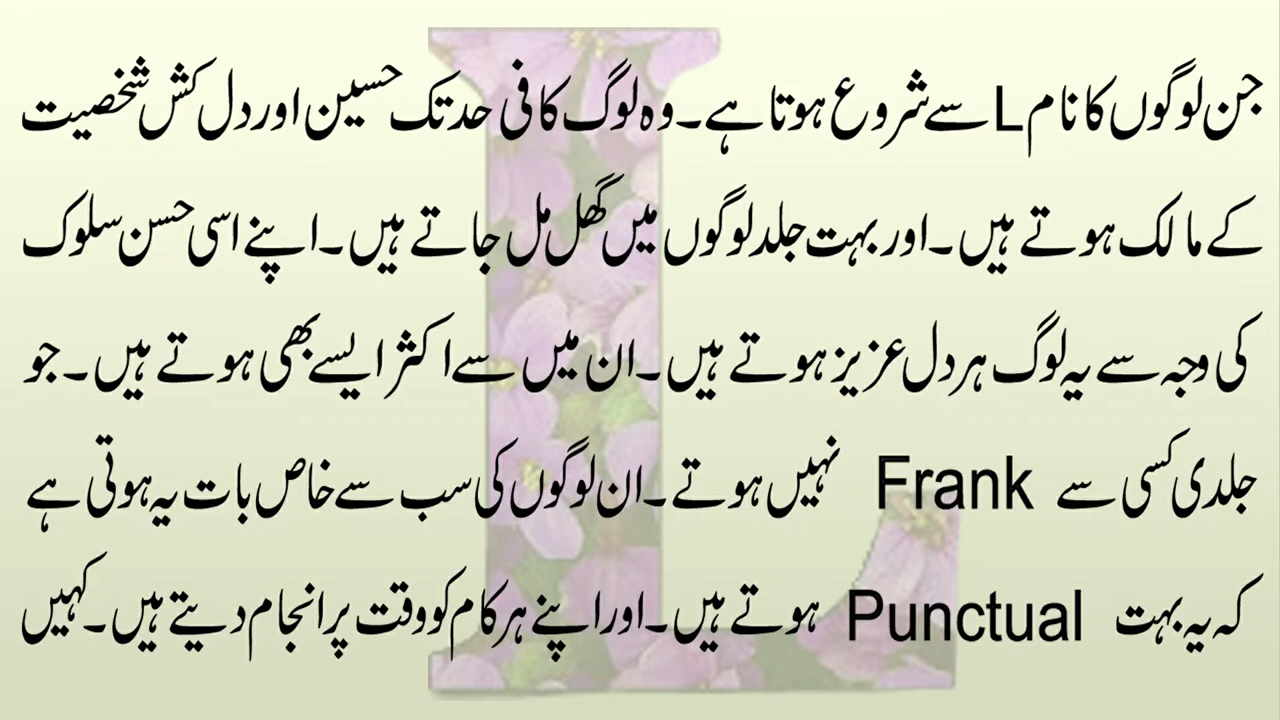 جن لوگوں کا نام L سے شروع ہوتا ہے۔ وہ لوگ کافی حد تک حسین اور دل کش شخصیت
کے مالک ہوتے ہیں۔ اور بہت جلد لوگوں میں گھل مل جاتے ہیں۔ اپنے اسی حسن سلوک
کی وجہ سے یہ لوگ ہر دل عزیز ہوتے ہیں۔ ان میں سے اکثر ایسے بھی ہوتے ہیں۔ جو
جلدی کسی سے Frank نہیں ہوتے۔ ان لوگوں کی سب سے خاص بات یہ ہوتی ہے
کہ یہ بہت Punctual ہوتے ہیں۔ اور اپنے ہر کام کو وقت پر انجام دیتے ہیں۔ کہیں